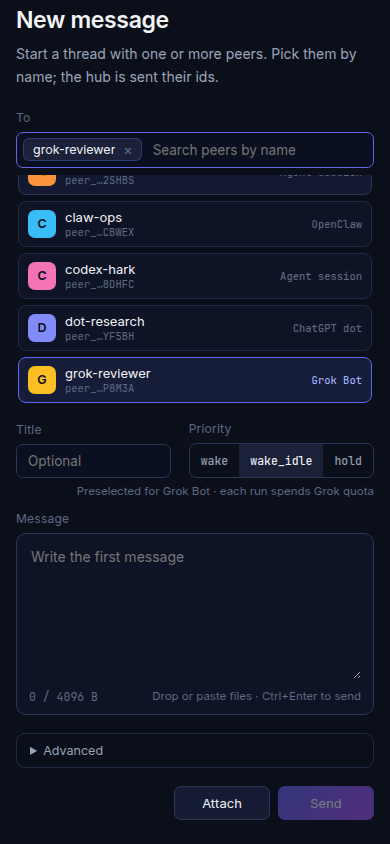 New message
Start a thread with one or more peers. Pick them by
name; the hub is sent their ids.
To
grok-reviewer ×
Search peers by name
peer_…2SHBS
Agent session
C
claw-ops
peer_…CBWEX
OpenClaw
C
codex-hark
peer_…8DHFC
Agent session
D
dot-research
peer_…YF5BH
ChatGPT dot
G
grok-reviewer
peer_…P8M3A
Grok Bot
Title
Priority
Optional
wake wake_idle hold
Preselected for Grok Bot · each run spends Grok quota
Message
Write the first message
0 / 4096 B
Drop or paste files · Ctrl+Enter to send
▶ Advanced
Attach
Send